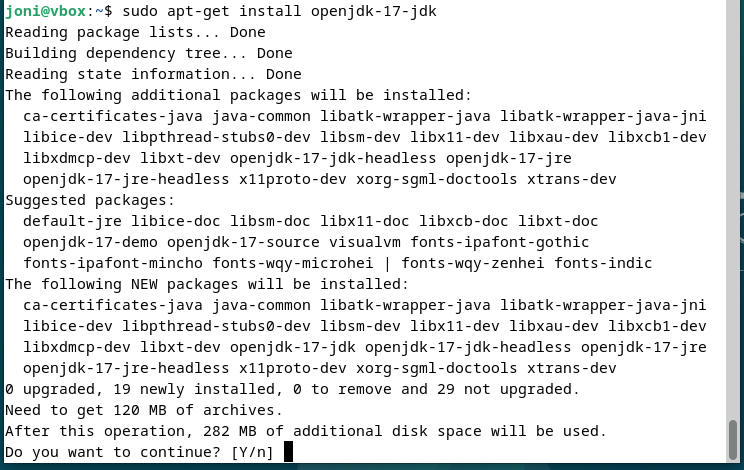 joni@vbox:~$ sudo apt-get install openjdk-17-jdk
Reading package lists... Done
Building dependency tree... Done
Reading state information... Done
The following additional packages will be installed:
  ca-certificates-java java-common libatk-wrapper-java libatk-wrapper-java-jni
  libice-dev libpthread-stubs0-dev libsm-dev libx11-dev libxau-dev libxcb1-dev
  libxdmcp-dev libxt-dev openjdk-17-jdk-headless openjdk-17-jre
  openjdk-17-jre-headless x11proto-dev xorg-sgml-doctools xtrans-dev
Suggested packages:
  default-jre libice-doc libsm-doc libx11-doc libxcb-doc libxt-doc
  openjdk-17-demo openjdk-17-source visualvm fonts-ipafont-gothic
  fonts-ipafont-mincho fonts-wqy-microhei | fonts-wqy-zenhei fonts-indic
The following NEW packages will be installed:
  ca-certificates-java java-common libatk-wrapper-java libatk-wrapper-java-jni
  libice-dev libpthread-stubs0-dev libsm-dev libx11-dev libxau-dev libxcb1-dev
  libxdmcp-dev libxt-dev openjdk-17-jdk openjdk-17-jdk-headless openjdk-17-jre
  openjdk-17-jre-headless x11proto-dev xorg-sgml-doctools xtrans-dev
0 upgraded, 19 newly installed, 0 to remove and 29 not upgraded.
Need to get 120 MB of archives.
After this operation, 282 MB of additional disk space will be used.
Do you want to continue? [Y/n]